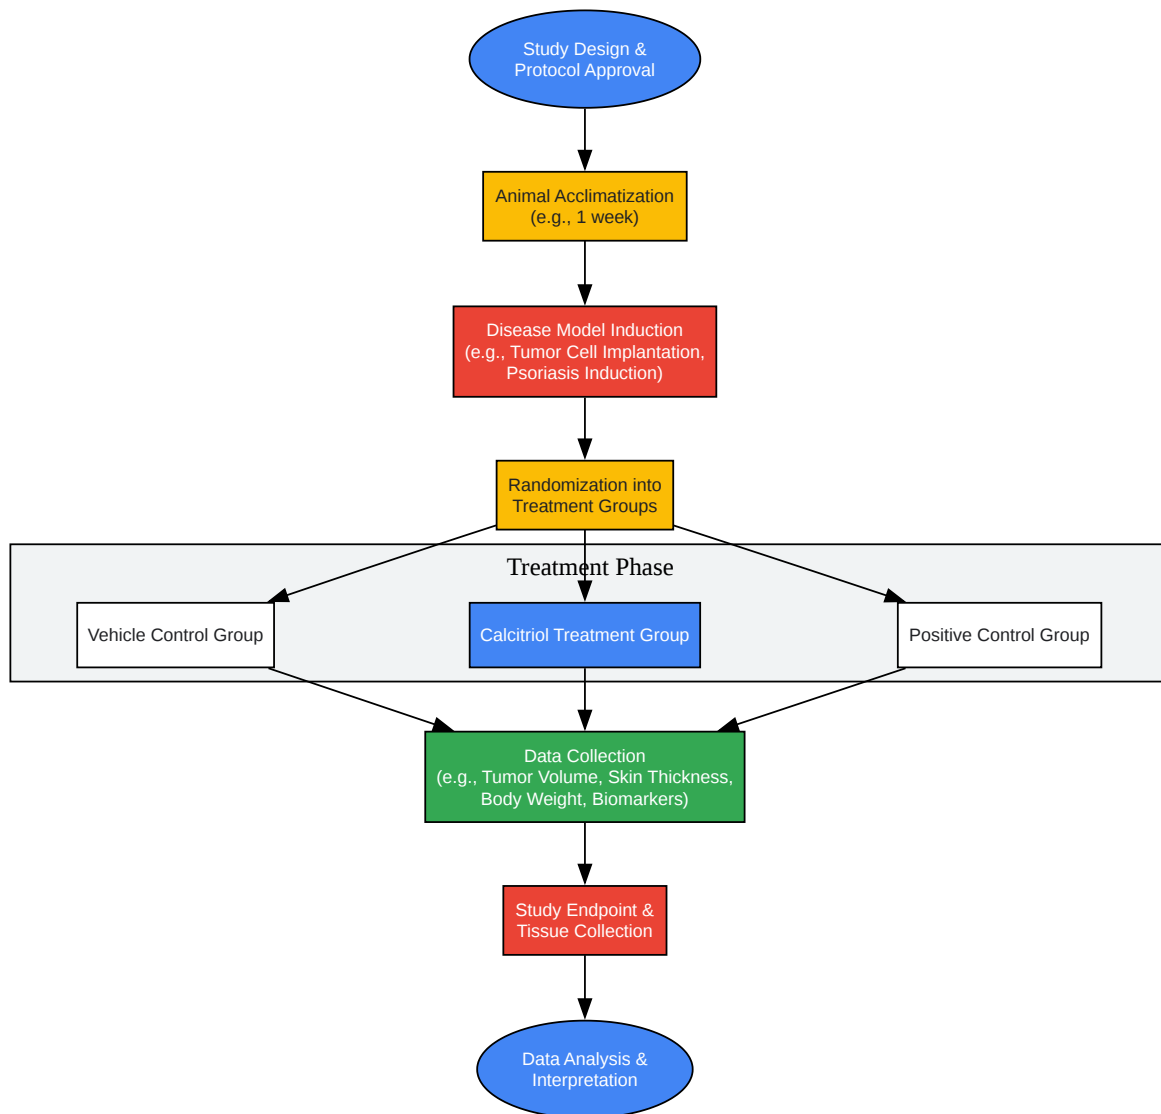 Study Design &
Protocol Approval
Animal Acclimatization
(e.g., 1 week)
Disease Model Induction
(e.g., Tumor Cell Implantation,
Psoriasis Induction)
Randomization into
Treatment Groups
Treatment Phase
Vehicle Control Group
Calcitriol Treatment Group
Positive Control Group
Data Collection
(e.g., Tumor Volume, Skin Thickness,
Body Weight, Biomarkers)
Study Endpoint &
Tissue Collection
Data Analysis &
Interpretation